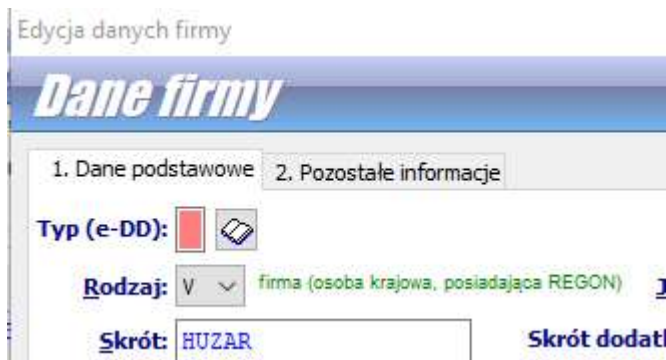 Edycja danych firmy
Dane firmy
1. Dane podstawowe 2. Pozostałe informacje
Typ (e-DD):
Rodzaj: V firma (osoba krajowa, posiadająca REGON)
Skrót: HUZAR Skrót